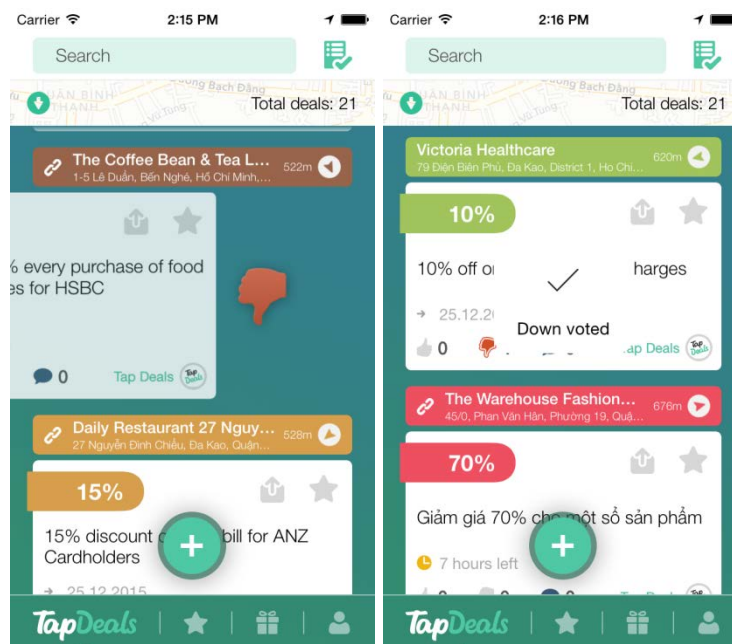 Carrier 2:15 PM
Search
Total deals: 21
The Coffee Bean & Tea L...
1-5 Lê Duẩn, Bến Nghé, Hồ Chí Minh,...
522m
% every purchase of food
es for HSBC
0 Tap Deals
Daily Restaurant 27 Nguy...
27 Nguyễn Đình Chiểu, Đa Kao, Quận...
528m
15%
15% discount bill for ANZ
Cardholders
25.12.2015
TapDeals
Carrier 2:16 PM
Search
Total deals: 21
Victoria Healthcare
79 Điện Biên Phủ, Đa Kao, District 1, Ho Chi...
620m
10%
10% off harges
25.12.2
Down voted
0 ap Deals
The Warehouse Fashion...
45/0, Phan Văn Hân, Phường 19, Quậ...
676m
70%
Giảm giá 70% cho một số sản phẩm
7 hours left
TapDeals